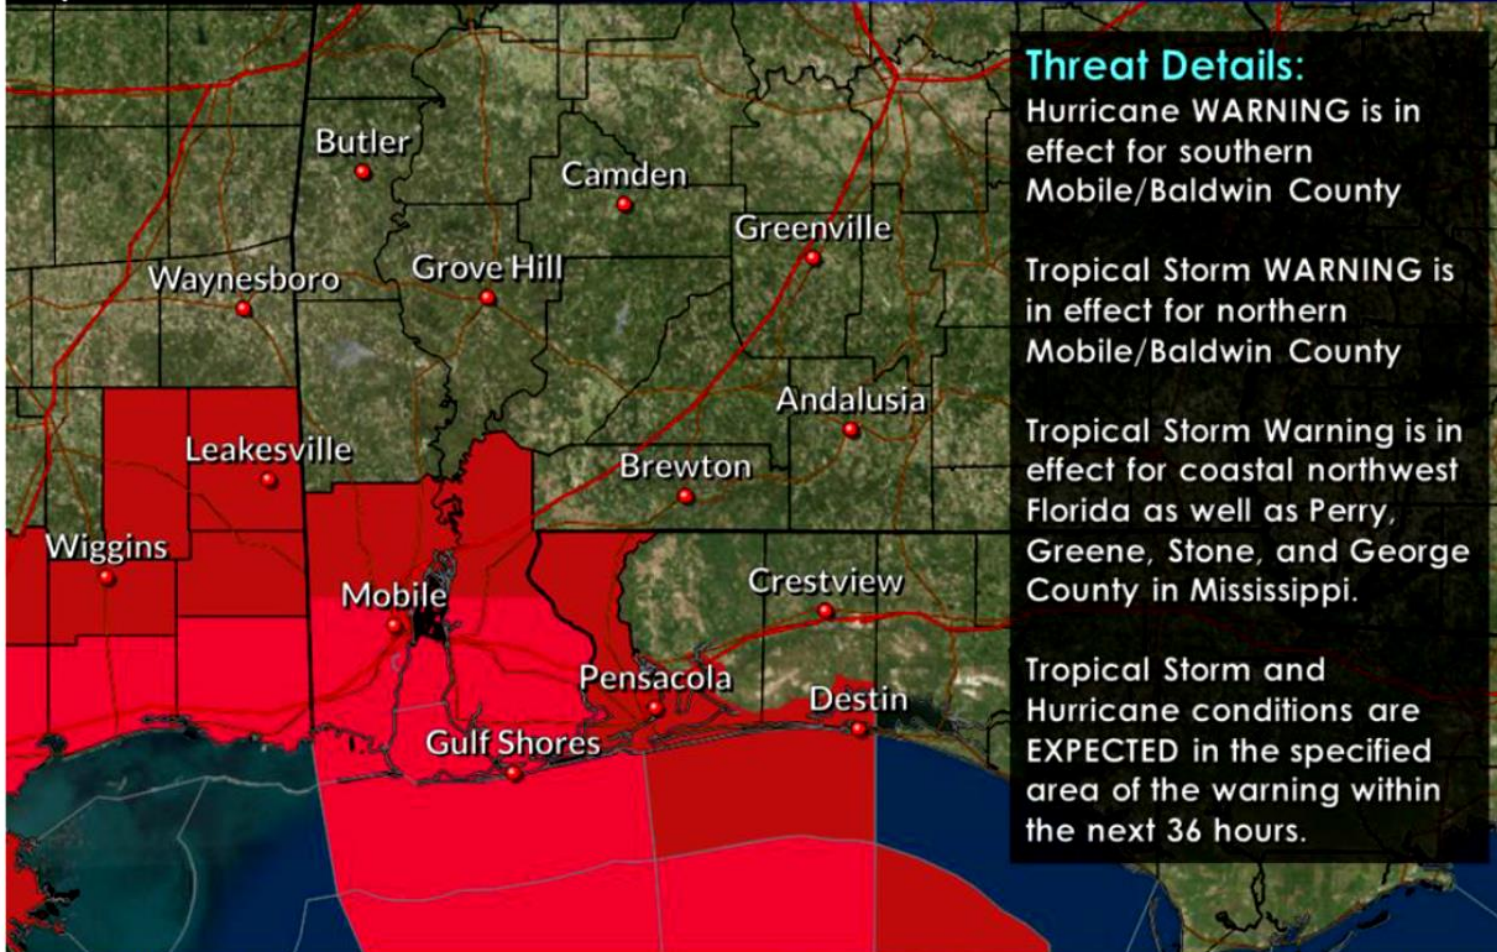 Threat Details:
Hurricane WARNING is in
effect for southern
Mobile/Baldwin County
Tropical Storm WARNING is
in effect for northern
Mobile/Baldwin County
Tropical Storm Warning is in
effect for coastal northwest
Florida as well as Perry,
Greene, Stone, and George
County in Mississippi.
Tropical Storm and
Hurricane conditions are
EXPECTED in the specified
area of the warning within
the next 36 hours.
Butler
Camden
Greenville
Waynesboro
Grove Hill
Andalusia
Leakesville
Brewton
Wiggins
Crestview
Mobile
Pensacola
Destin
Gulf Shores